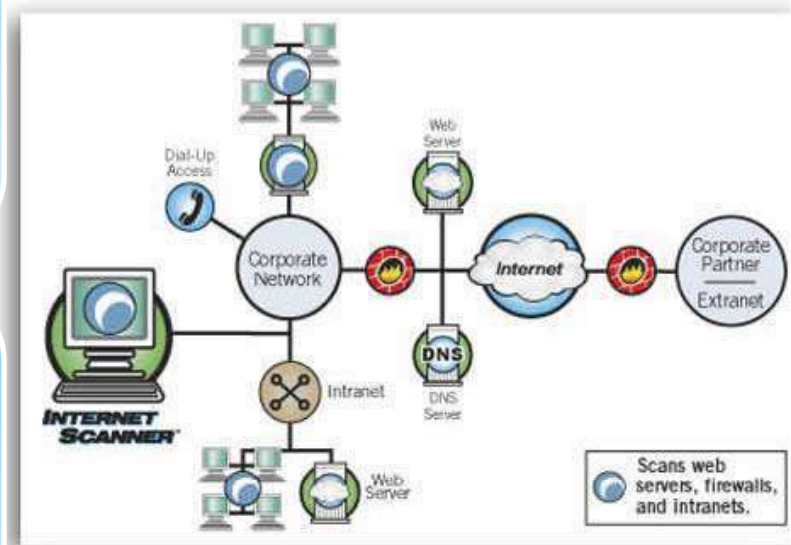 Web
Server
Dial-Up
Access
Corporate
Network
Internet
Corporate
Partner
Extranet
DNS
DNS
Server
Intranet
INTERNET
SCANNER™
Web
Server
Scans web
servers, firewalls,
and intranets.